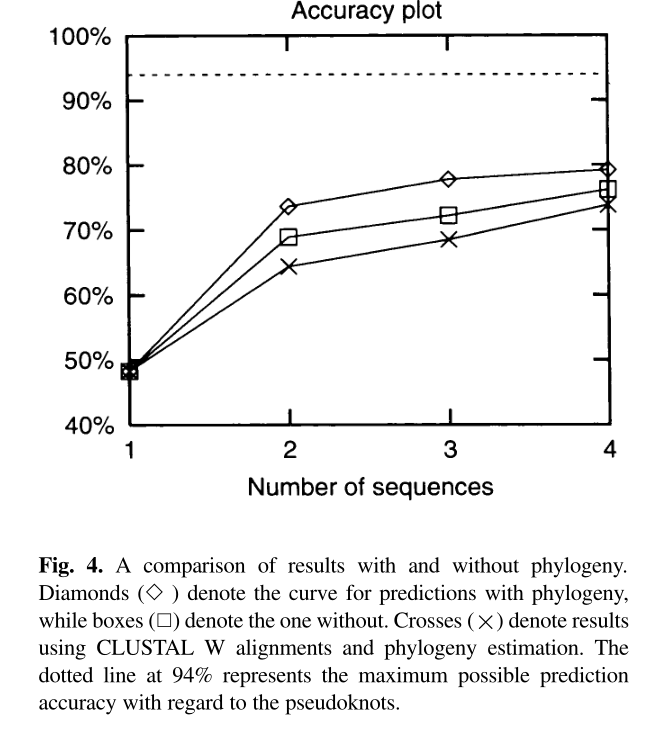 Accuracy plot
100%
90%
80%
70%
60%
50%
40%
1 2 3 4
Number of sequences
Fig. 4. A comparison of results with and without phylogeny.
Diamonds (◇ ) denote the curve for predictions with phylogeny,
while boxes (□) denote the one without. Crosses (×) denote results
using CLUSTAL W alignments and phylogeny estimation. The
dotted line at 94% represents the maximum possible prediction
accuracy with regard to the pseudoknots.